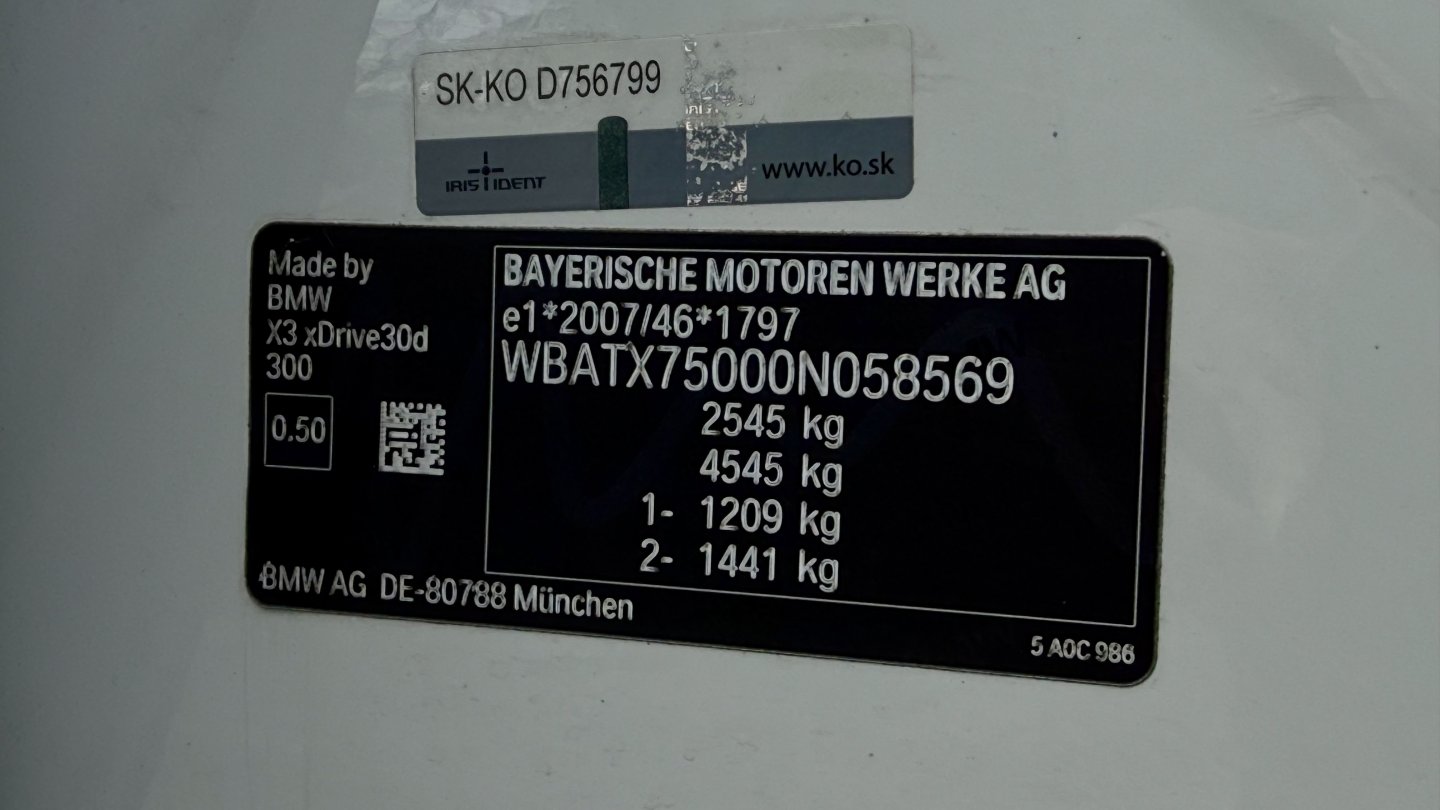 SK-KO D756799
IRIS IDENT
www.ko.sk
Made by
BMW
X3 xDrive30d
300
0.50
BAYERISCHE MOTOREN WERKE AG
e1*2007/46*1797
WBATX75000N058569
2545 kg
4545 kg
1- 1209 kg
2- 1441 kg
BMW AG DE-80788 München
5 A0C 986